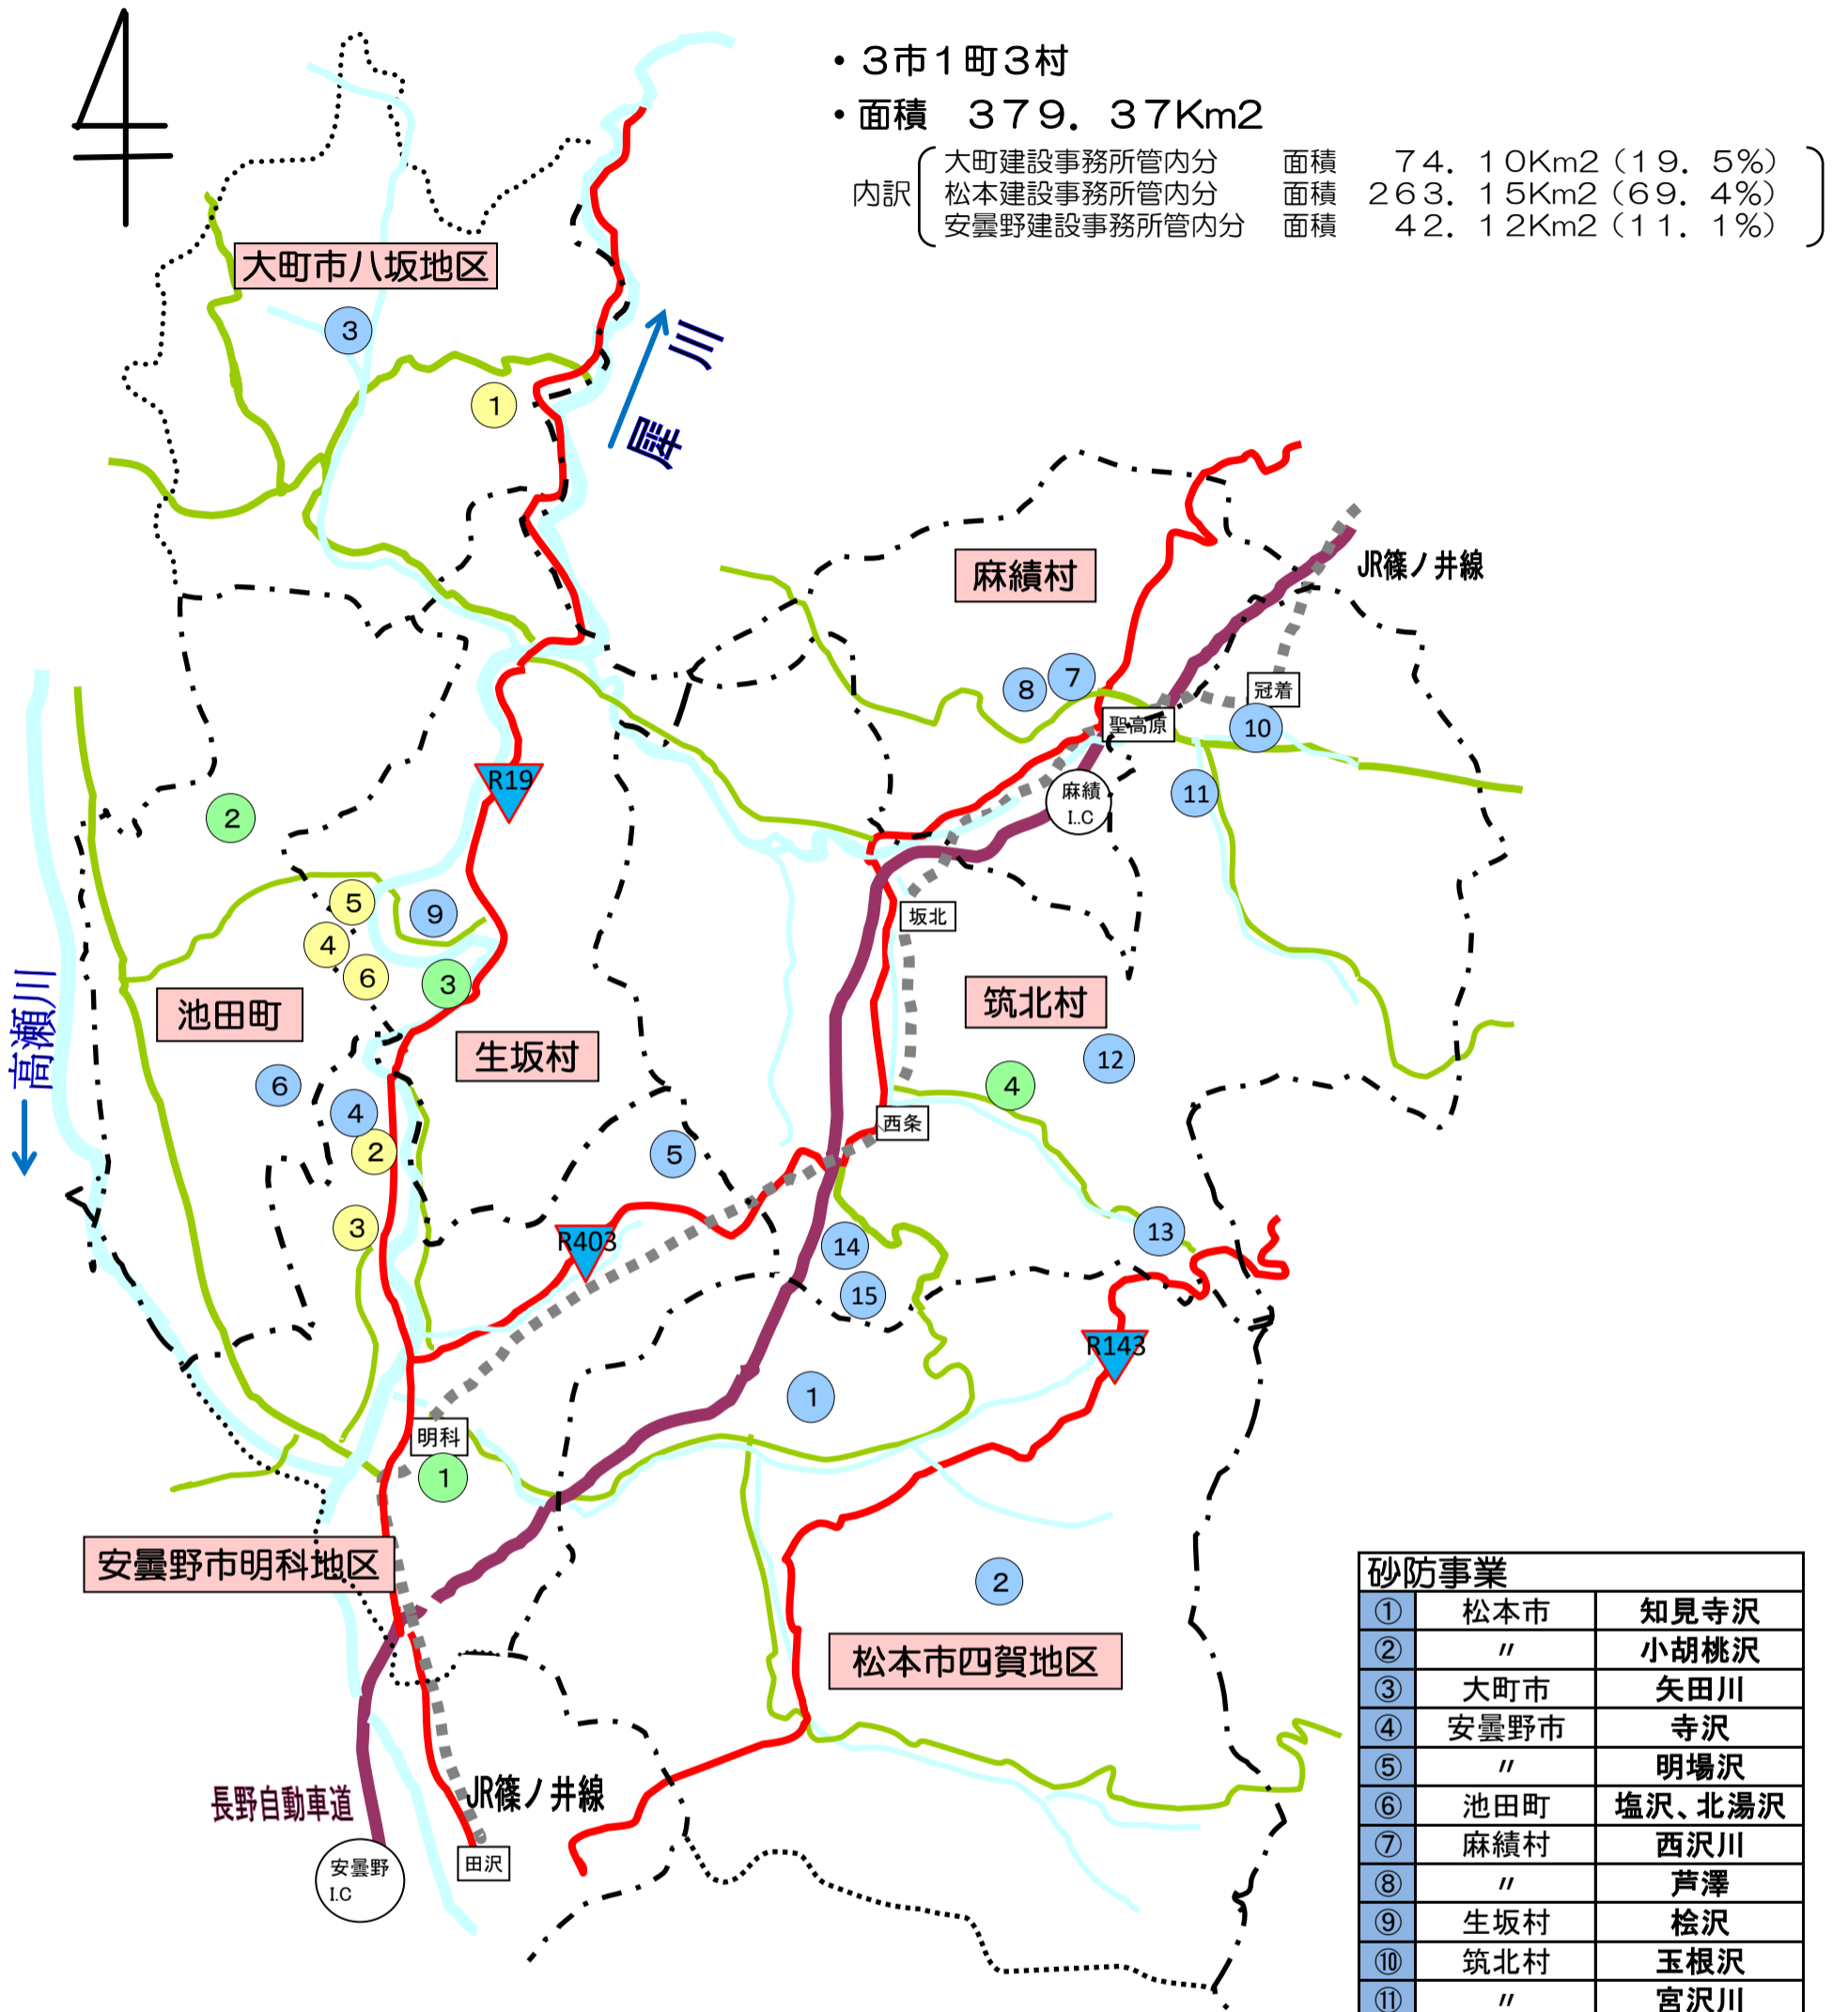 ・３市１町３村
・面積　３７９．３７Km2
内訳
大町建設事務所管内分　面積　７４．１０Km2（１９．５%）
松本建設事務所管内分　面積　２６３．１５Km2（６９．４%）
安曇野建設事務所管内分　面積　４２．１２Km2（１１．１%）
大町市八坂地区
3
1
犀川
麻績村
JR篠ノ井線
8
7
冠着
聖高原
10
R19
麻績
I.C
11
2
5
9
坂北
4
6
3
高瀬川
池田町
筑北村
生坂村
12
6
4
4
西条
2
5
3
13
R403
14
15
R143
1
明科
1
安曇野市明科地区
2
松本市四賀地区
長野自動車道
JR篠ノ井線
安曇野
I.C
田沢
砂防事業
① 松本市 知見寺沢
② 〃 小胡桃沢
③ 大町市 矢田川
④ 安曇野市 寺沢
⑤ 〃 明場沢
⑥ 池田町 塩沢、北湯沢
⑦ 麻績村 西沢川
⑧ 〃 芦澤
⑨ 生坂村 桧沢
⑩ 筑北村 玉根沢
⑪ 〃 宮沢川